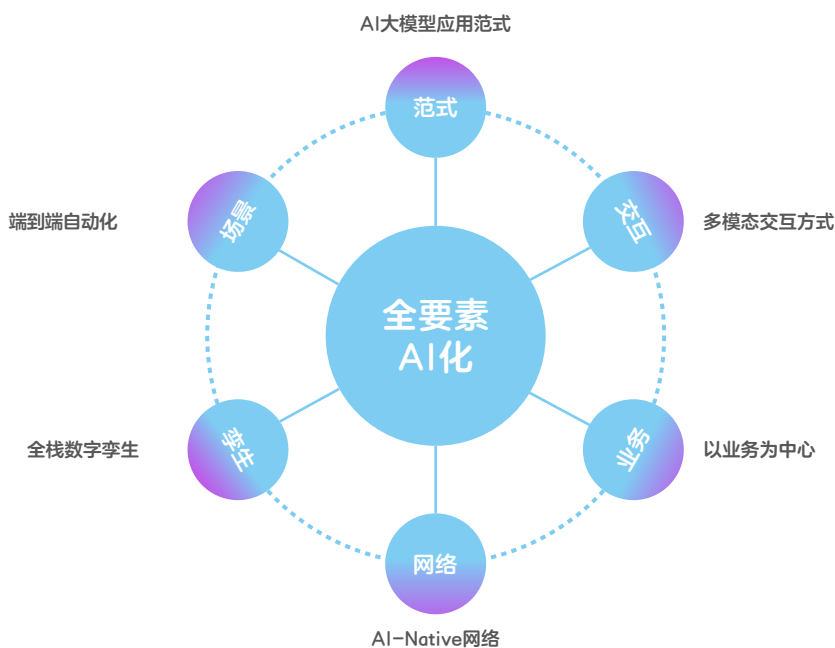 AI大模型应用范式
范式
场景
交互
端到端自动化
多模态交互方式
全要素
AI化
孪生
业务
全栈数字孪生
以业务为中心
网络
AI-Native网络